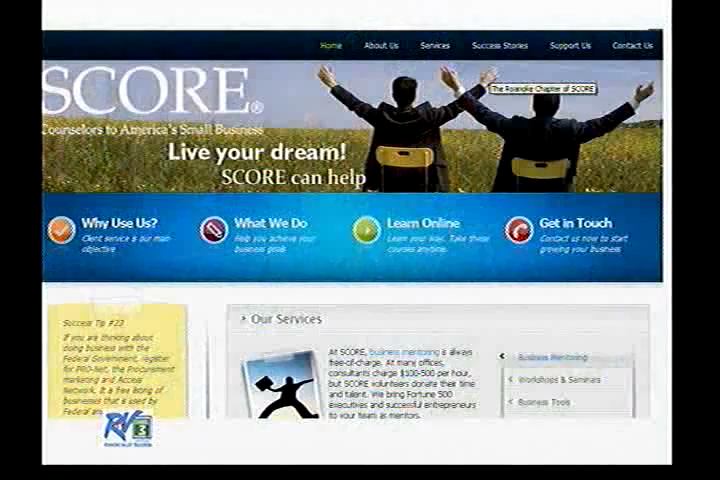 Home About Us Services Success Stories Support Us Contact Us
The Roanoke Chapter of SCORE
SCORE®
Counselors to America's Small Business
Live your dream!
SCORE can help
Why Use Us?
Client service is our main
objective
What We Do
Help you achieve your
business goals
Learn Online
Learn your way. Take these
courses anytime.
Get in Touch
Contact us now to start
growing your business
Success Tip #23
If you are thinking about
doing business with the
Federal Government, register
for PRO-Net, the Procurement
marketing and Access
Network. It is a free listing of
businesses that is used by
Federal
Our Services
At SCORE, business mentoring is always
free-of-charge. At many offices,
consultants charge $100-500 per hour,
but SCORE volunteers donate their time
and talent. We bring Fortune 500
executives and successful entrepreneurs
to your team as mentors.
Business Mentoring
Workshops & Seminars
Business Tools
RV 3